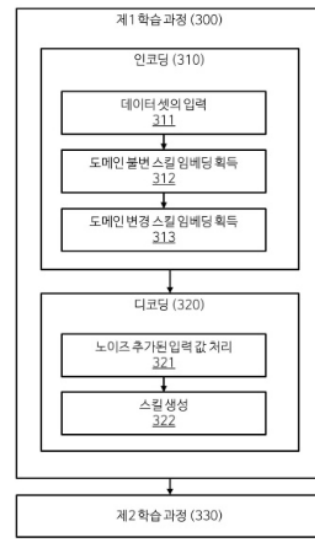 제1 학습 과정 (300)
인코딩 (310)
데이터 셋의 입력
311
도메인 불변 스킬 임베딩 획득
312
도메인 변경 스킬 임베딩 획득
313
디코딩 (320)
노이즈 추가된 입력 값 처리
321
스킬 생성
322
제2 학습 과정 (330)